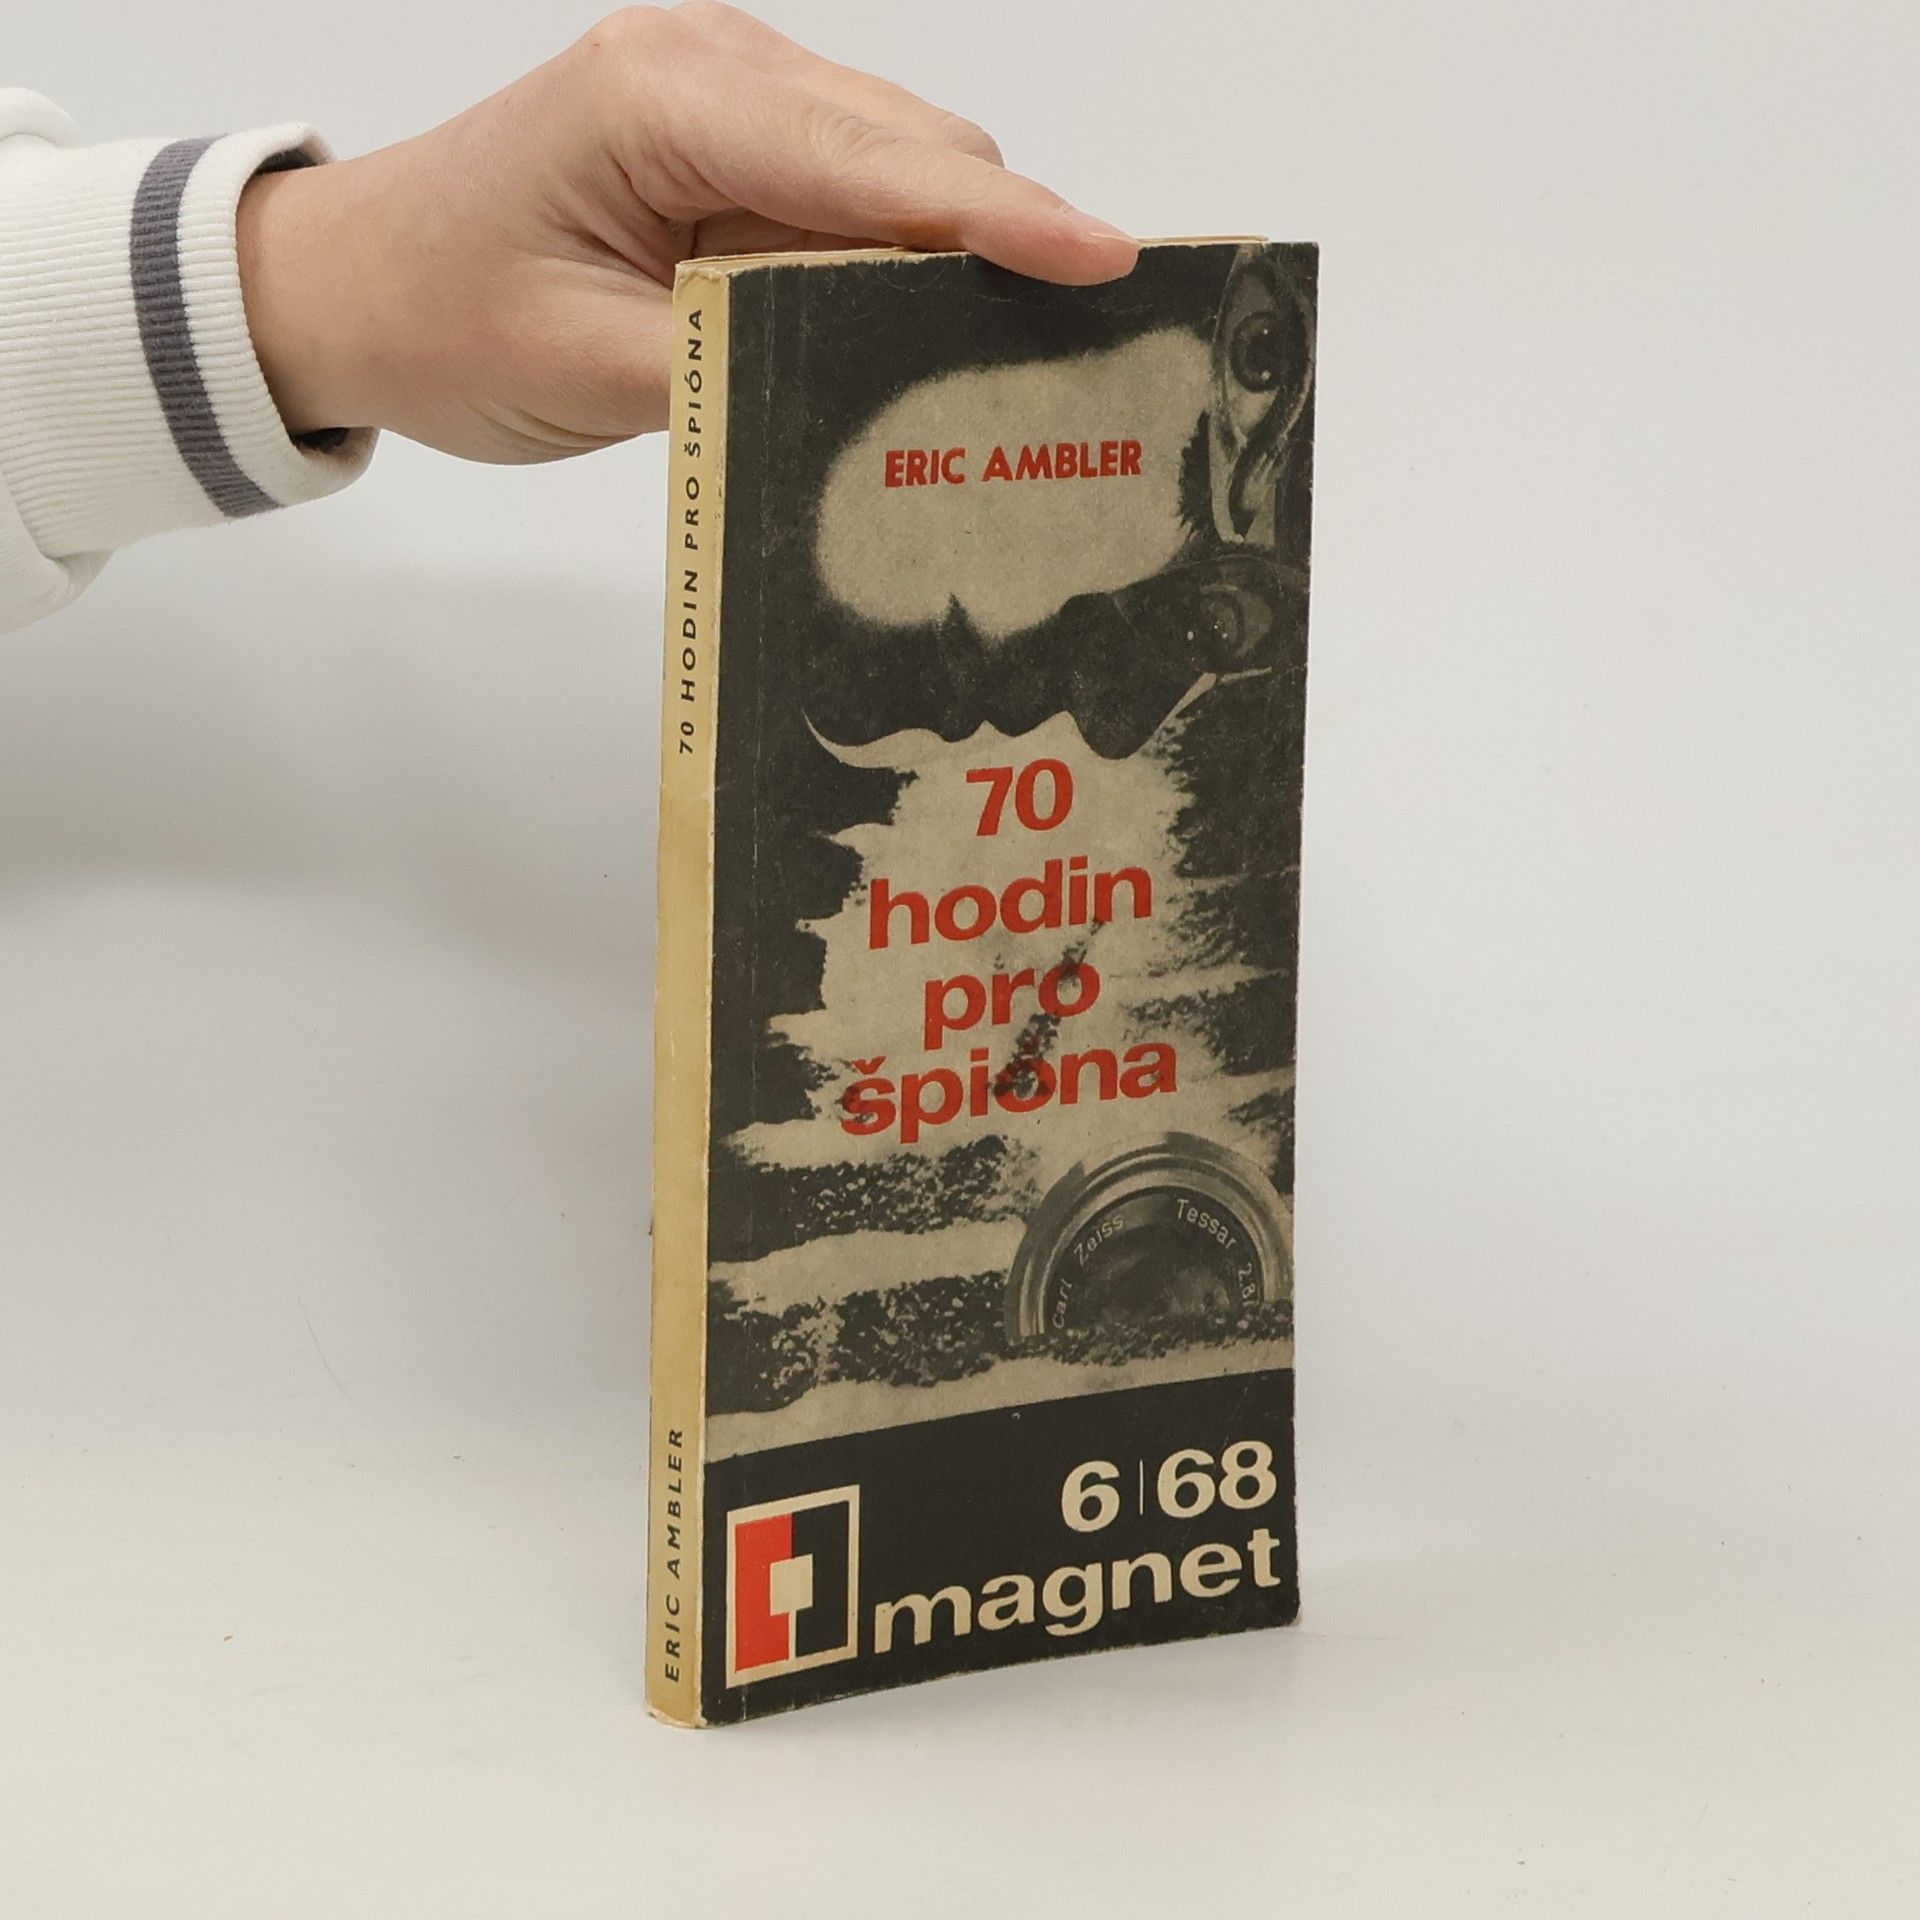 70 HODIN PRO ŠPIÓNA
ERIC AMBLER
ERIC AMBLER
70
hodin
pro
špióna
Carl Zeiss Tessar 2.8/
6|68
magnet